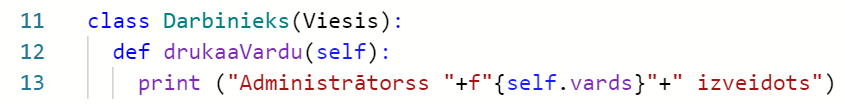 11 class Darbinieks(Viesis):
12 def drukaaVardu(self):
13 print ("Administrātorss "+f"{self.vards}"+" izveidots")